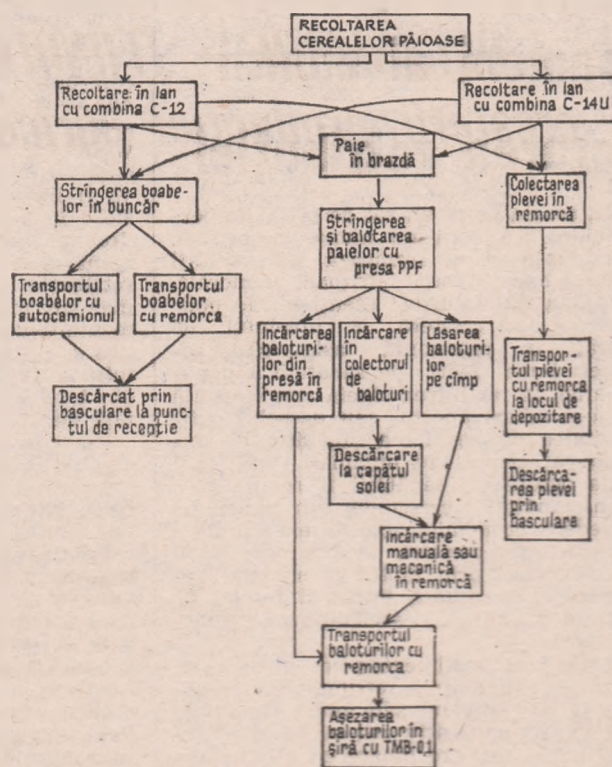 RECOLTAREA
CEREALELOR PĂIOASE
Recoltare în lan
cu combina C-12
Recoltare în lan
cu combina C-14U
Paie
în brazdă
Strîngerea boabe-
lor în buncăr
Colectarea
plevei în
remorcă
Strîngerea
și balotarea
paielor cu
presa PPF
Transportul
boabelor cu
autocamionul
Transportul
boabelor
cu remorca
Încărcarea
baloturi-
lor din
presă în
remorcă
Încărcare
în
colectorul
de
baloturi
Lăsarea
baloturi-
lor
pe cîmp
Transpor-
tul plevei
cu remorca
la locul de
depozitare
Descărcat prin
basculare la punc-
tul de recepție
Descărcare
la capătul
solei
Descărca-
rea plevei
prin
basculare
Încărcare
manuală sau
mecanică
în remorcă
Transportul
baloturilor cu
remorca
Așezarea
baloturilor în
șiră cu TMB-0,1